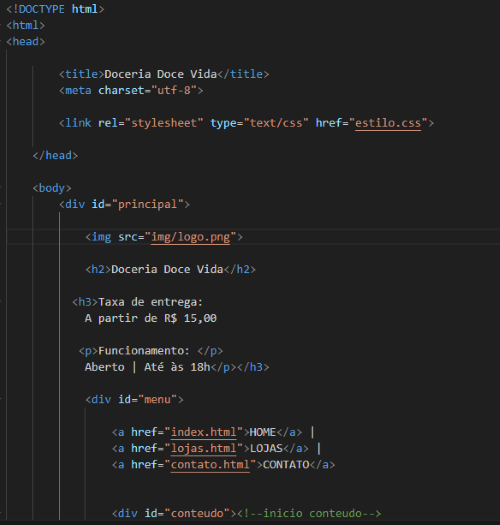 <!DOCTYPE html>
<html>
<head>
<title>Doceria Doce Vida</title>
<meta charset="utf-8">
<link rel="stylesheet" type="text/css" href="estilo.css">
</head>
<body>
<div id="principal">
<img src="img/logo.png">
<h2>Doceria Doce Vida</h2>
<h3>Taxa de entrega:
A partir de R$ 15,00
<p>Funcionamento: </p>
Aberto | Até às 18h</p></h3>
<div id="menu">
<a href="index.html">HOME</a> |
<a href="lojas.html">LOJAS</a> |
<a href="contato.html">CONTATO</a>
<div id="conteudo"><!--inicio conteudo-->